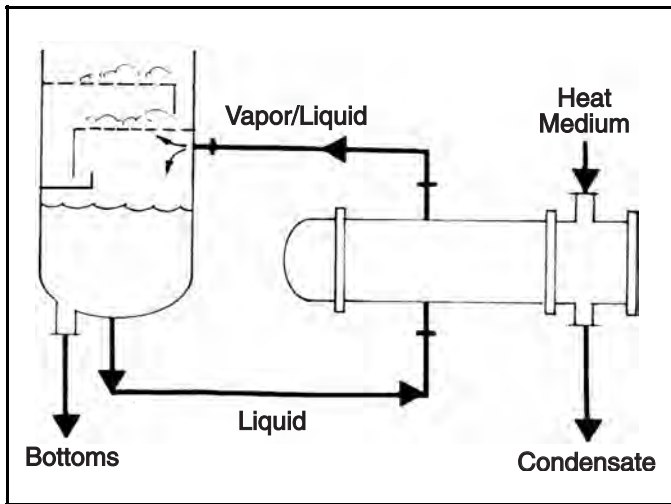 Vapor/Liquid
Heat
Medium
Liquid
Bottoms
Condensate